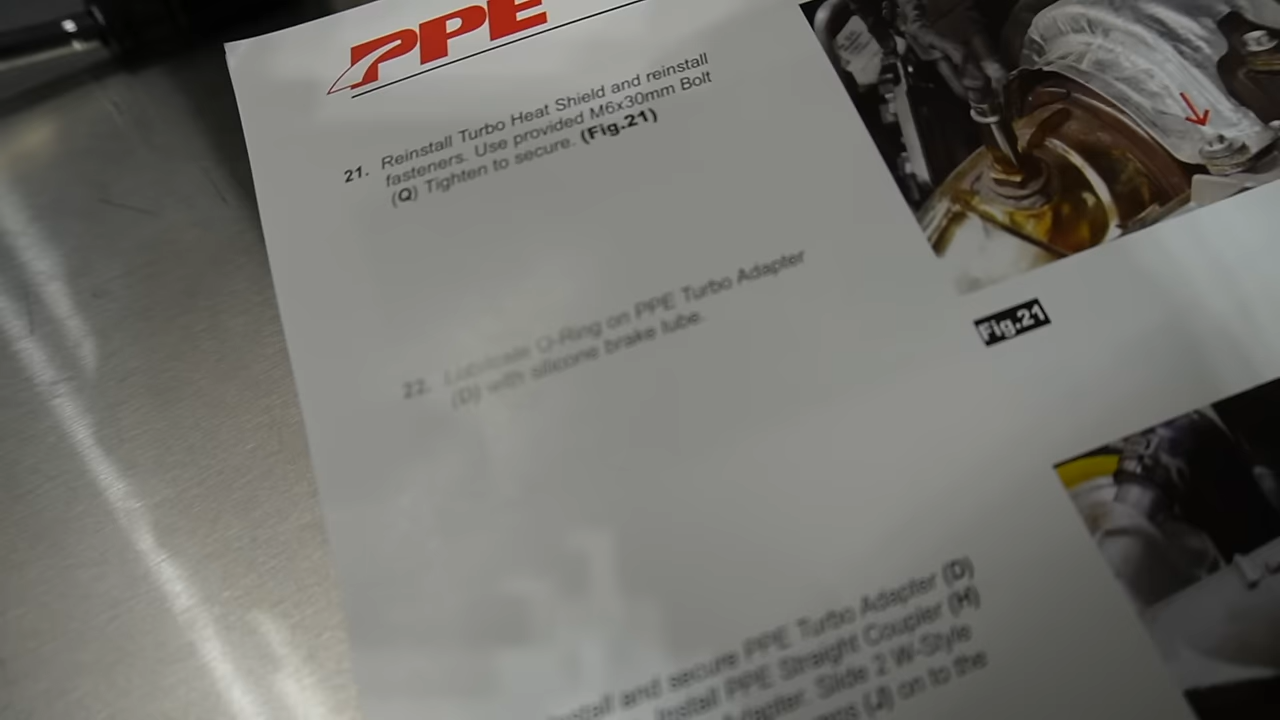 PPE
21. Reinstall Turbo Heat Shield and reinstall
fasteners. Use provided M6x30mm Bolt
(Q) Tighten to secure. (Fig.21)
Fig.21
22. Lubricate O-Ring on PPE Turbo Adapter
(D) with silicone brake lube.
and secure PPE Turbo Adapter (D)
Install PPE Straight Coupler (H)
Adapter. Slide 2 W-Style
(J) on to the